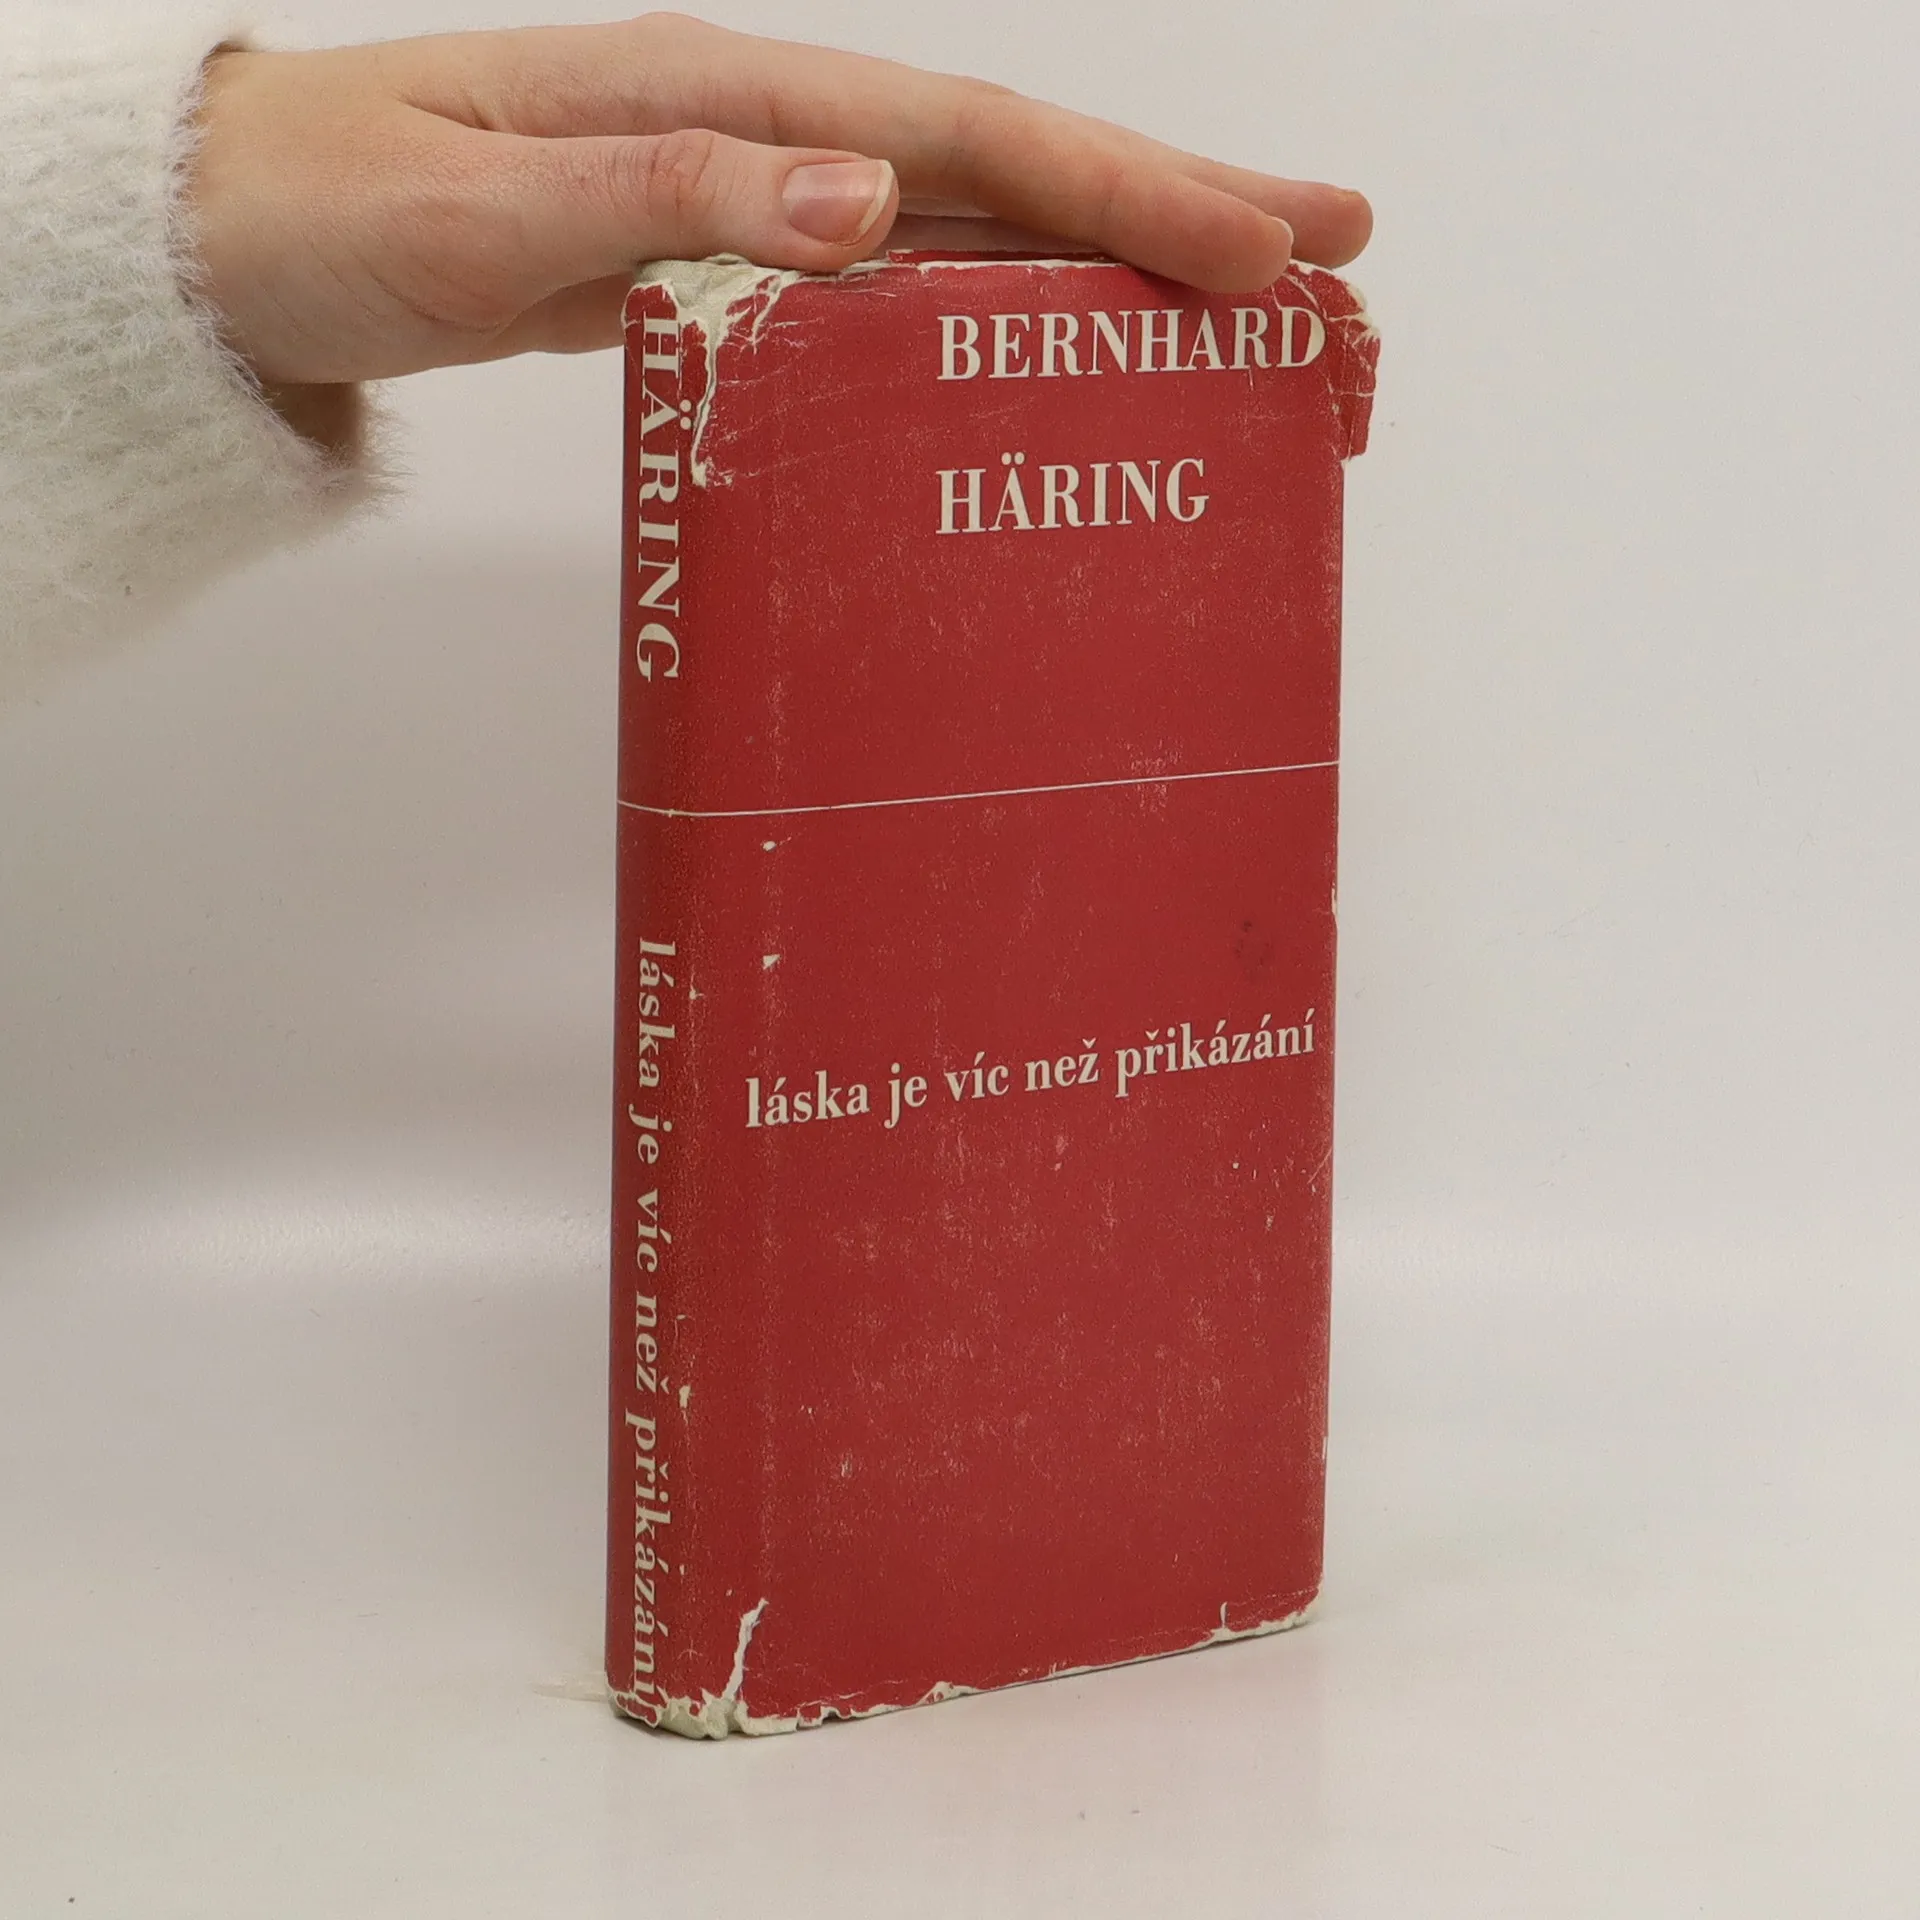 BERNHARD
HÄRING
láska je víc než přikázání
HÄRING
láska je víc než přikázání